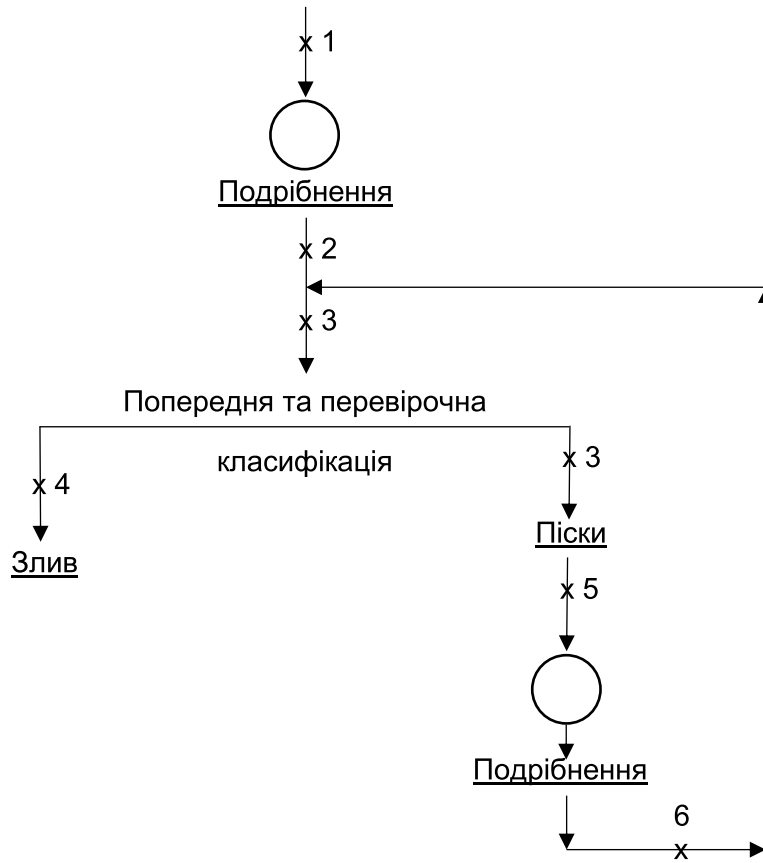 х 1
Подрібнення
х 2
х 3
Попередня та перевірочна
класифікація
х 3
х 4
Піски
Злив
х 5
Подрібнення
6
х